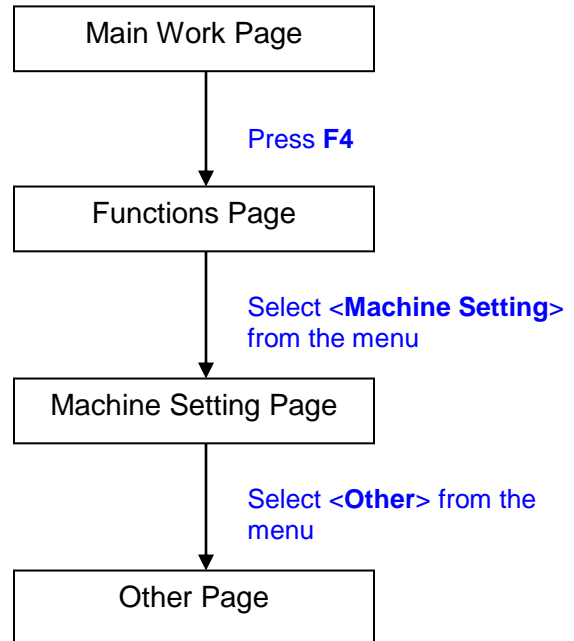 Main Work Page
Press F4
Functions Page
Select <Machine Setting>
from the menu
Machine Setting Page
Select <Other> from the
menu
Other Page